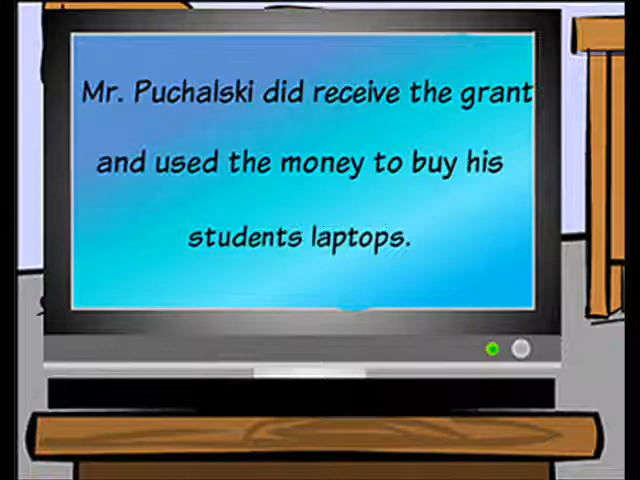 Mr. Puchalski did receive the grant
and used the money to buy his
students laptops.